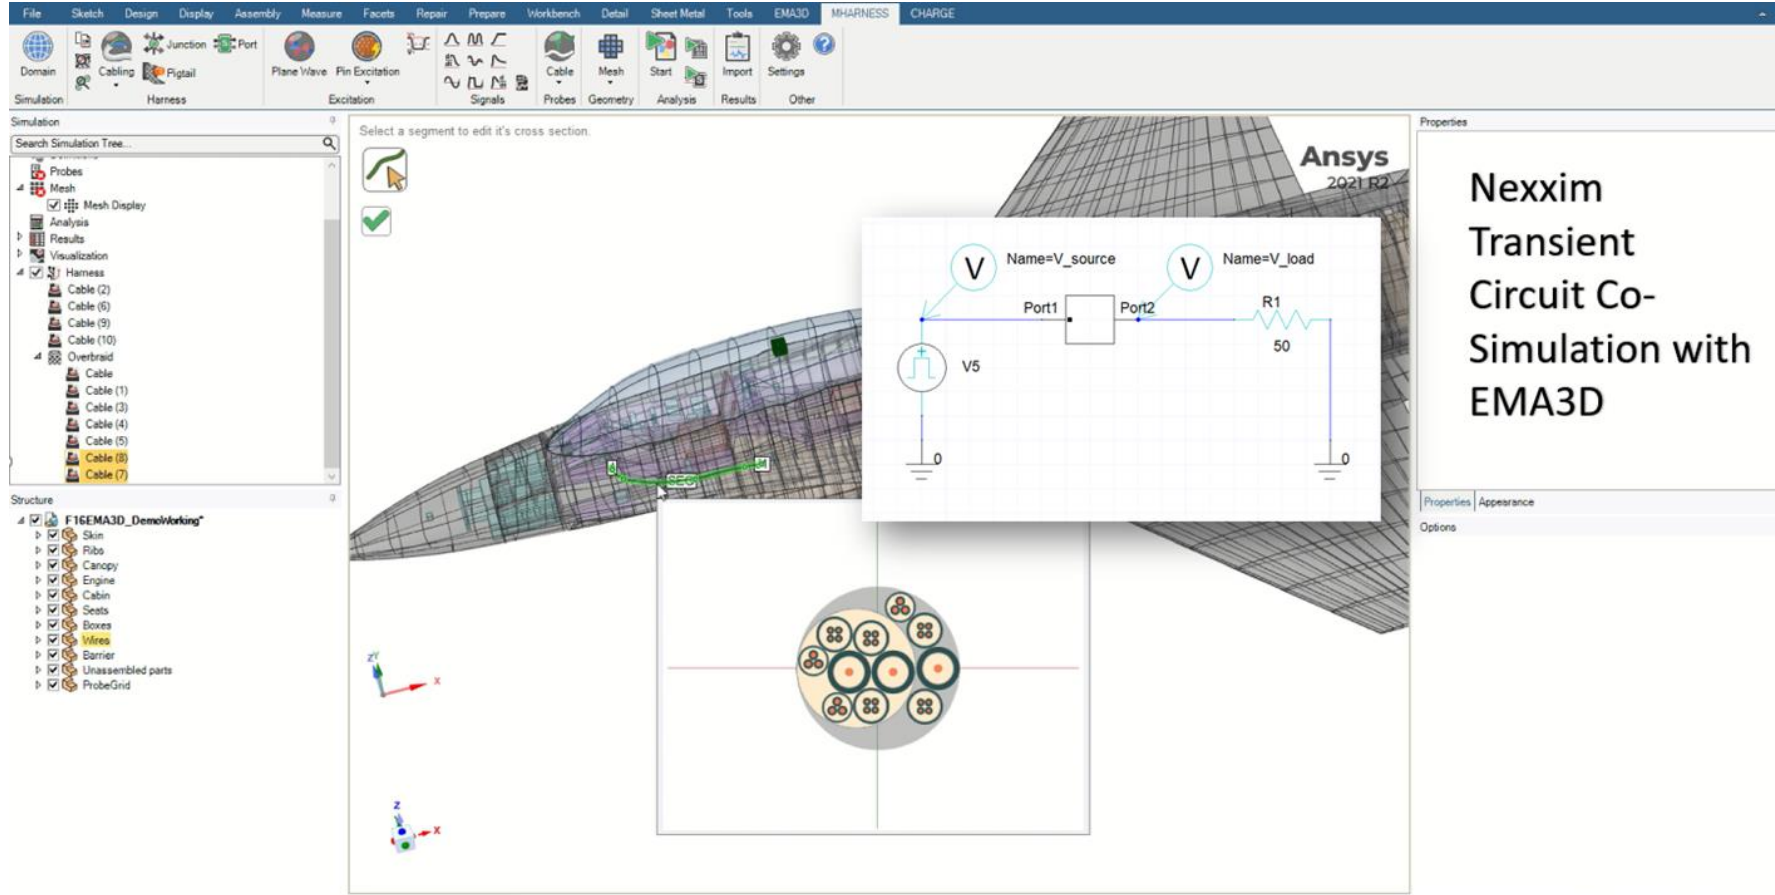 File Sketch Design Display Assembly Measure Facets Repair Prepare Workbench Detail Sheet Metal Tools EMA3D MHARNESS CHARGE
Junction Port
Domain Cabling Pigtail Plane Wave Pin Excitation Cable Mesh Start Import Settings
Simulation Harness Excitation Signals Probes Geometry Analysis Results Other
Simulation
Search Simulation Tree...
Probes
Mesh
Mesh Display
Analysis
Results
Visualization
Harness
Cable (2)
Cable (6)
Cable (9)
Cable (10)
Overbraid
Cable
Cable (1)
Cable (3)
Cable (4)
Cable (5)
Cable (8)
Cable (7)
Structure
F16EMA3D_DemoWorking*
Skin
Ribs
Canopy
Engine
Cabin
Seats
Boxes
Wires
Barrier
Unassembled parts
ProbeGrid
Select a segment to edit it's cross section.
Ansys
2021 R2
V Name=V_source V Name=V_load
Port1 Port2 R1
50
V5
0 0
Z Y
X
Z
X
Properties
Nexxim
Transient
Circuit Co-
Simulation with
EMA3D
Properties Appearance
Options